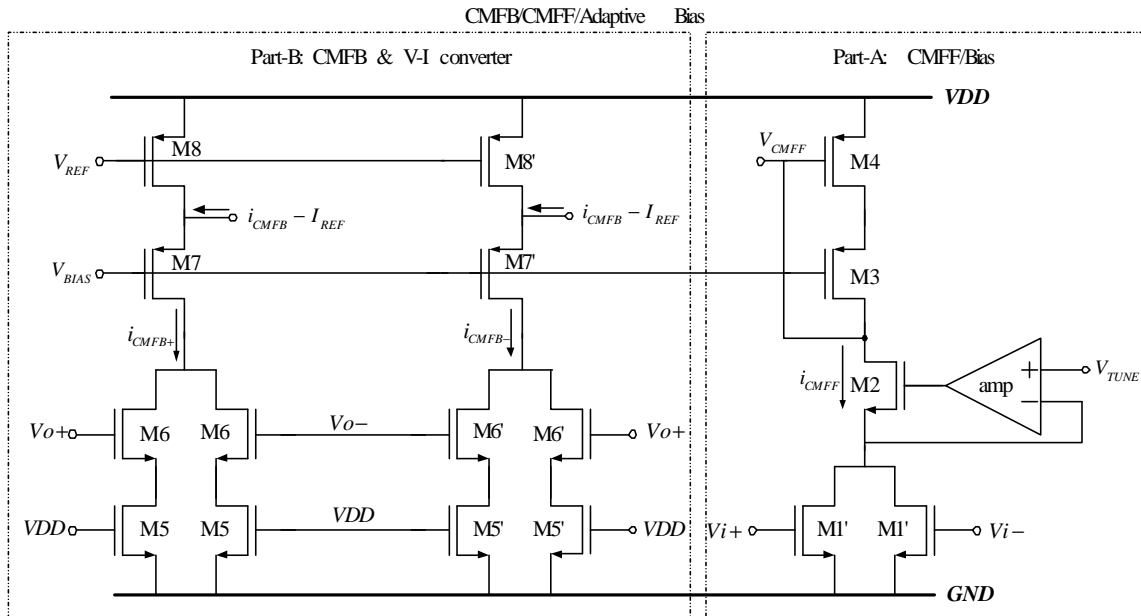 CMFB/CMFF/Adaptive Bias
Part-B: CMFB & V-I converter
Part-A: CMFF/Bias
VDD
V_REF
M8
M8'
V_CMFF
M4
i_CMFB − I_REF
i_CMFB − I_REF
V_BIAS
M7
M7'
M3
i_CMFB+
i_CMFB−
i_CMFF
M2
amp
+
−
V_TUNE
Vo+
M6
M6
Vo−
M6'
M6'
Vo+
VDD
M5
M5
VDD
M5'
M5'
VDD
Vi+
M1'
M1'
Vi−
GND